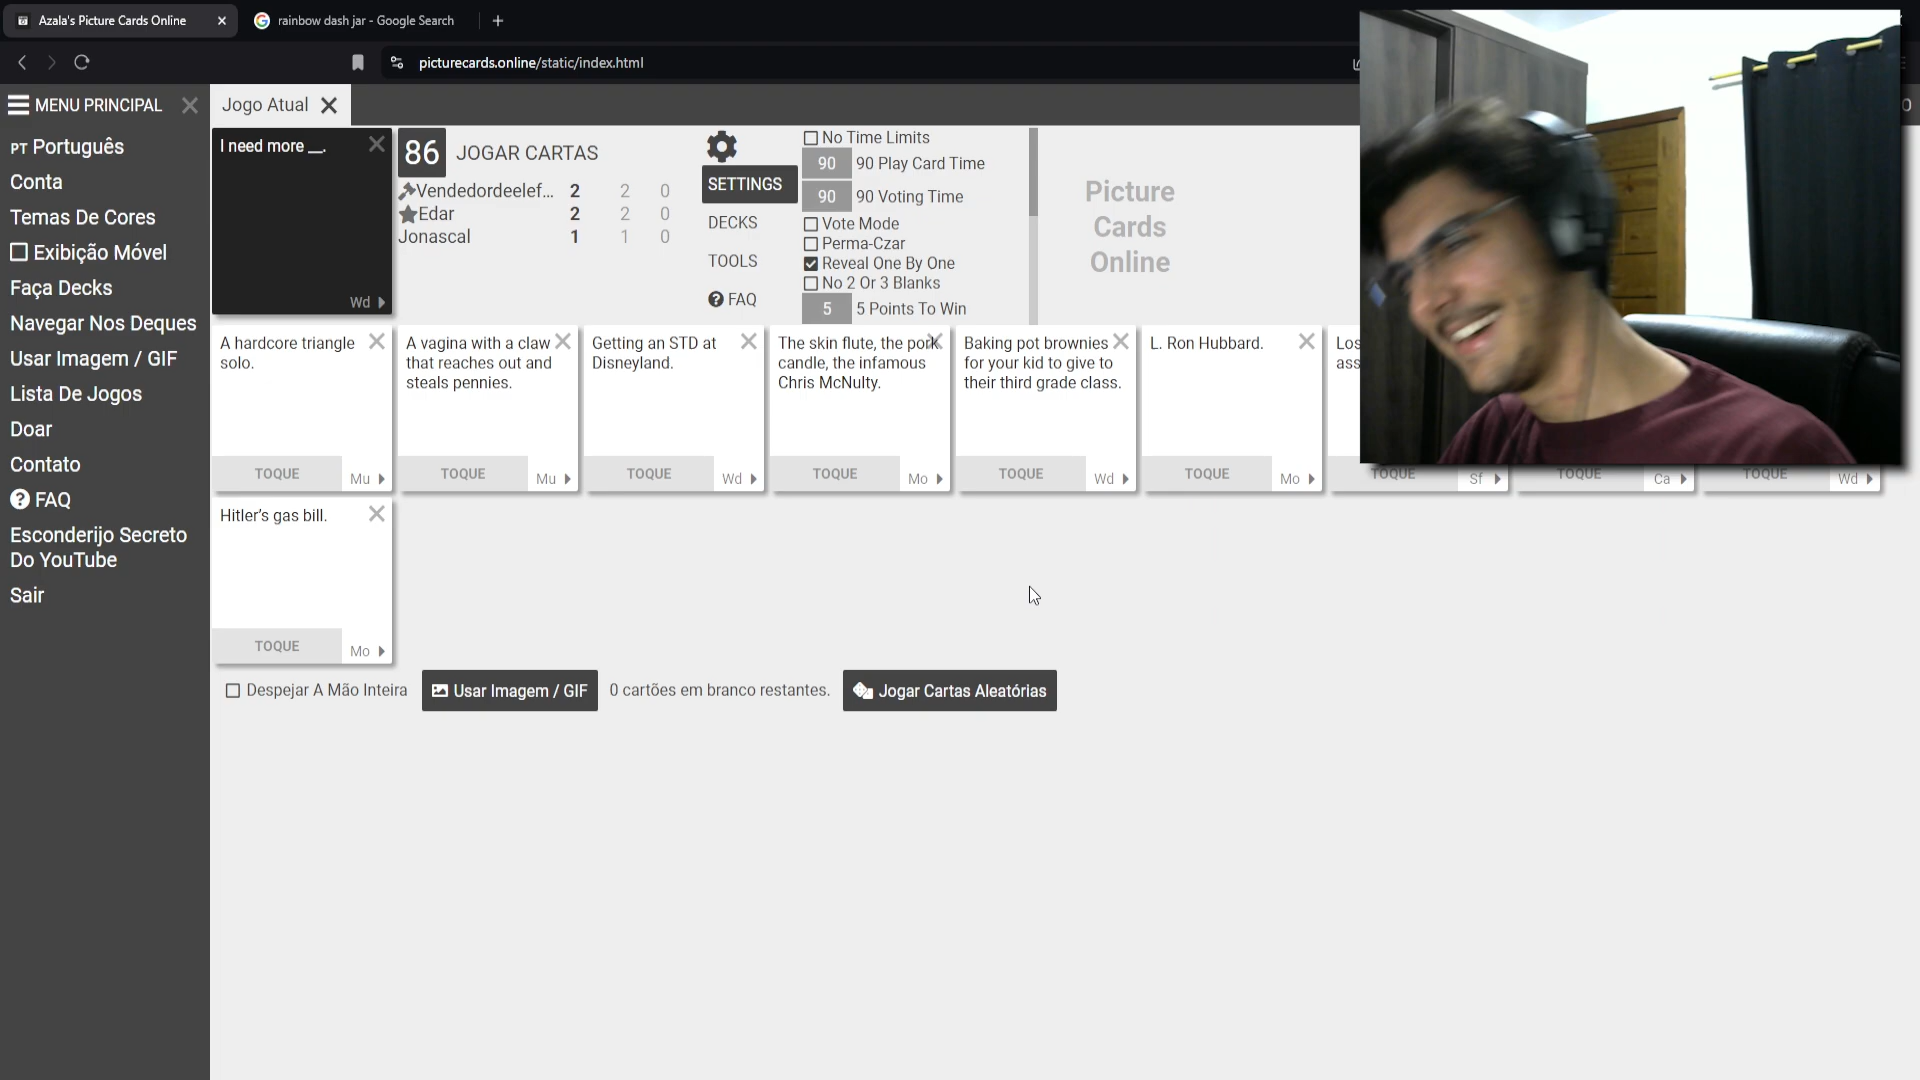 Azala's Picture Cards Online
rainbow dash jar - Google Search
picturecards.online/static/index.html
MENU PRINCIPAL
Jogo Atual
PT Português
Conta
Temas De Cores
Exibição Móvel
Faça Decks
Navegar Nos Deques
Usar Imagem / GIF
Lista De Jogos
Doar
Contato
FAQ
Esconderijo Secreto
Do YouTube
Sair
I need more __.
Wd
86 JOGAR CARTAS
Vendedordeelef... 2 2 0
Edar 2 2 0
Jonascal 1 1 0
SETTINGS
DECKS
TOOLS
FAQ
No Time Limits
90 90 Play Card Time
90 90 Voting Time
Vote Mode
Perma-Czar
Reveal One By One
No 2 Or 3 Blanks
5 5 Points To Win
Picture
Cards
Online
A hardcore triangle
solo.
TOQUE Mu
A vagina with a claw
that reaches out and
steals pennies.
TOQUE Mu
Getting an STD at
Disneyland.
TOQUE Wd
The skin flute, the pork
candle, the infamous
Chris McNulty.
TOQUE Mo
Baking pot brownies
for your kid to give to
their third grade class.
TOQUE Wd
L. Ron Hubbard.
TOQUE Mo
TOQUE Sf
TOQUE Ca
TOQUE Wd
Hitler’s gas bill.
TOQUE Mo
Despejar A Mão Inteira
Usar Imagem / GIF
0 cartões em branco restantes.
Jogar Cartas Aleatórias